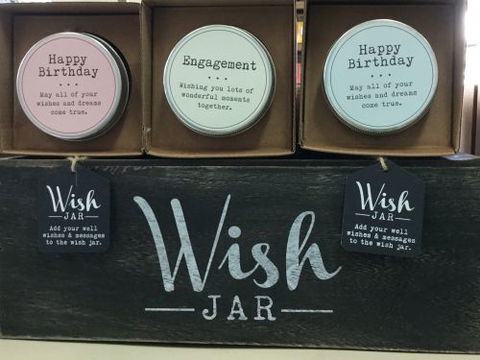 Happy
Birthday
May all of your
wishes and dreams
come true.
Engagement
Wishing you lots of
wonderful moments
together.
Happy
Birthday
May all of your
wishes and dreams
come true.
Wish
JAR
Add your well
wishes & messages
to the wish jar.
Wish
JAR
Wish
JAR
Add your well
wishes & messages
to the wish jar.